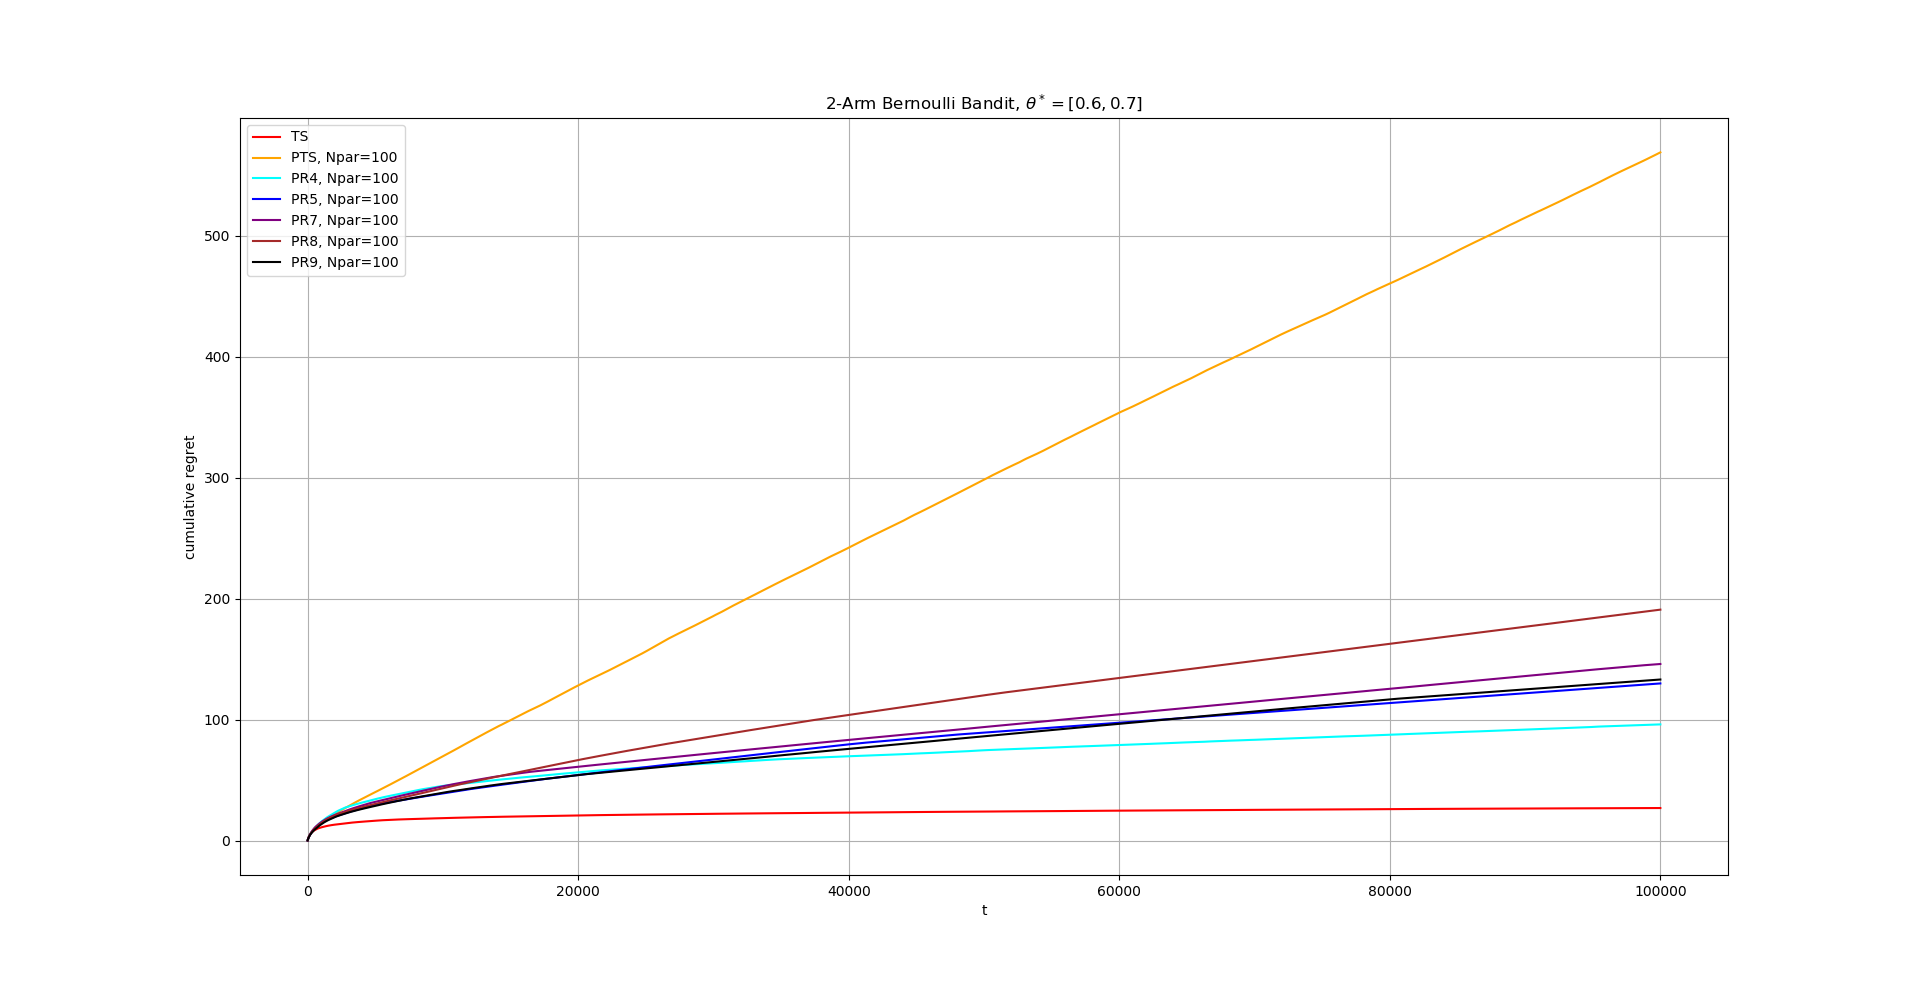 2-Arm Bernoulli Bandit, θ* = [0.6, 0.7]
TS
PTS, Npar=100
PR4, Npar=100
PR5, Npar=100
PR7, Npar=100
PR8, Npar=100
PR9, Npar=100
500
400
300
200
100
0
cumulative regret
0 20000 40000 60000 80000 100000
t